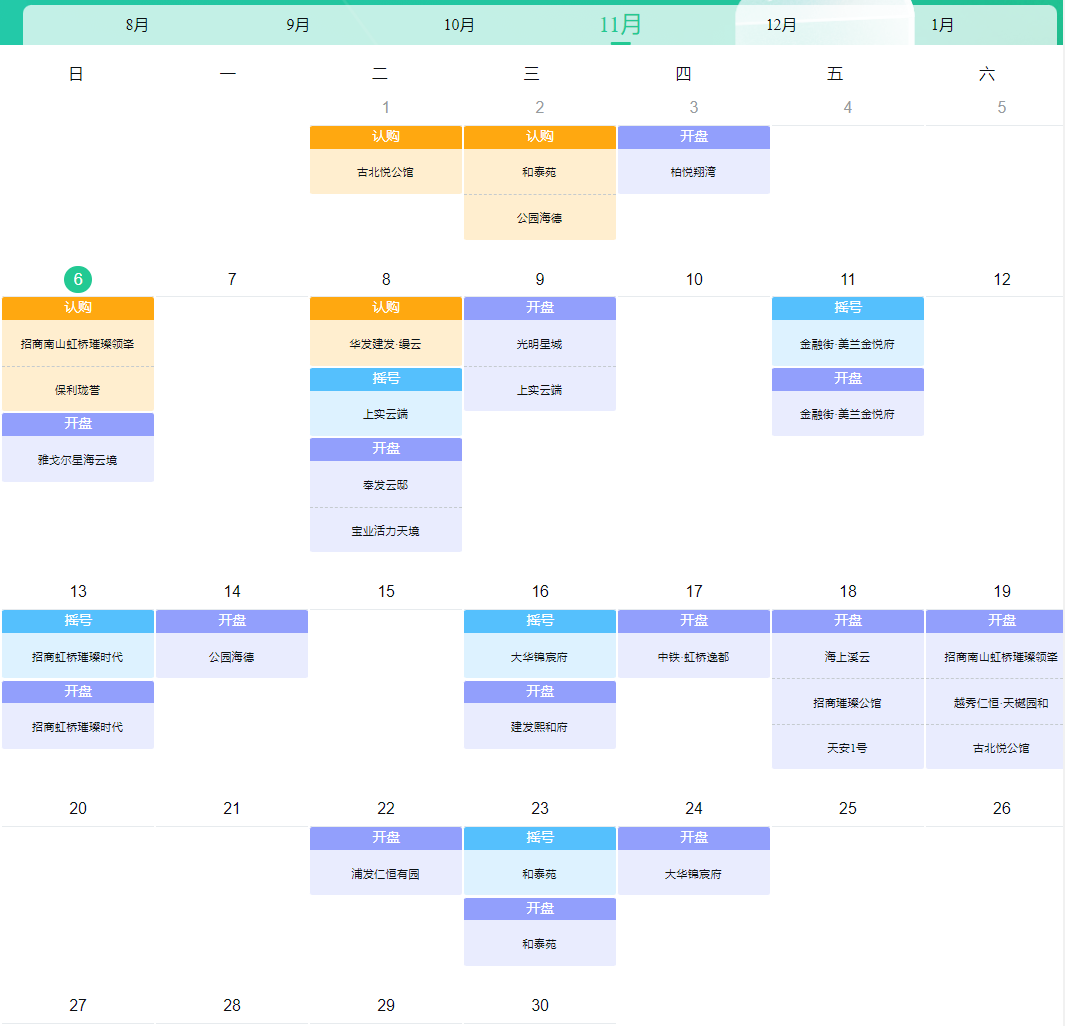 8月 9月 10月 11月 12月 1月
日 一 二 三 四 五 六
1 2 3 4 5
认购 认购 开盘
古北悦公馆 和泰苑 柏悦翔湾
公园海德
6 7 8 9 10 11 12
认购 认购 开盘 摇号
招商南山虹桥璀璨领峯 华发建发·缦云 光明星城 金融街·美兰金悦府
摇号 开盘
保利珑誉 上实云端 上实云端 金融街·美兰金悦府
开盘 开盘
雅戈尔星海云境 奉发云邸
宝业活力天境
13 14 15 16 17 18 19
摇号 开盘 摇号 开盘 开盘 开盘
招商虹桥璀璨时代 公园海德 大华锦宸府 中铁·虹桥逸都 海上溪云 招商南山虹桥璀璨领峯
开盘 开盘 招商璀璨公馆 越秀仁恒·天樾园和
招商虹桥璀璨时代 建发熙和府 天安1号 古北悦公馆
20 21 22 23 24 25 26
开盘 摇号 开盘
浦发仁恒有园 和泰苑 大华锦宸府
开盘
和泰苑
27 28 29 30